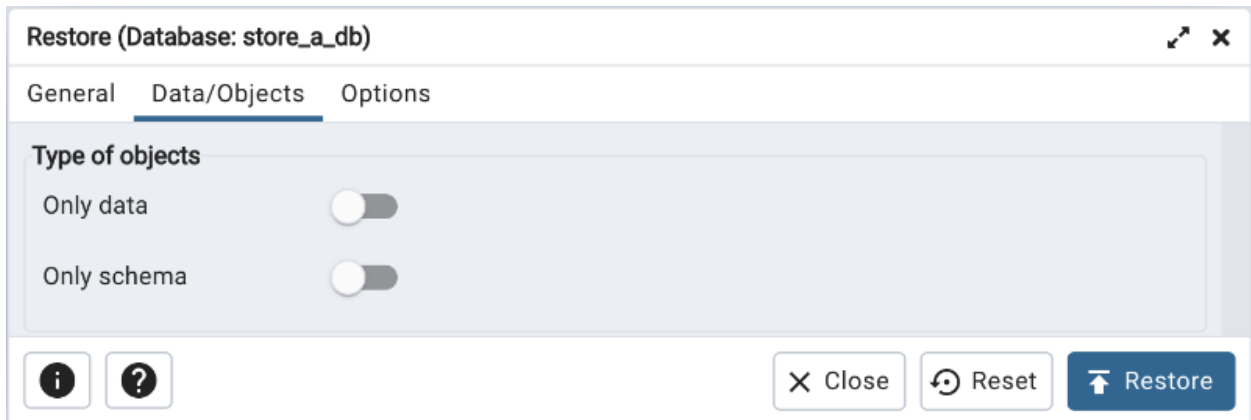 Restore (Database: store_a_db)
General Data/Objects Options
Type of objects
Only data
Only schema
Close Reset Restore